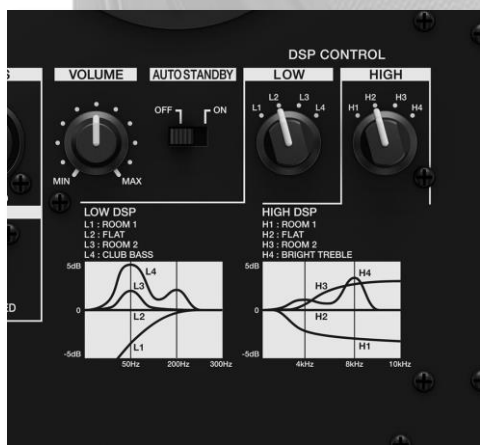 DSP CONTROL
S
VOLUME
AUTO STANDBY
LOW
HIGH
OFF
ON
L1
L2
L3
L4
H1
H2
H3
H4
MIN
MAX
LOW DSP
L1 : ROOM 1
L2 : FLAT
L3 : ROOM 2
L4 : CLUB BASS
HIGH DSP
H1 : ROOM 1
H2 : FLAT
H3 : ROOM 2
H4 : BRIGHT TREBLE
ED
5dB
0
-5dB
L4
L3
L2
L1
50Hz
200Hz
300Hz
5dB
0
-5dB
H3
H4
H2
H1
4kHz
8kHz
10kHz